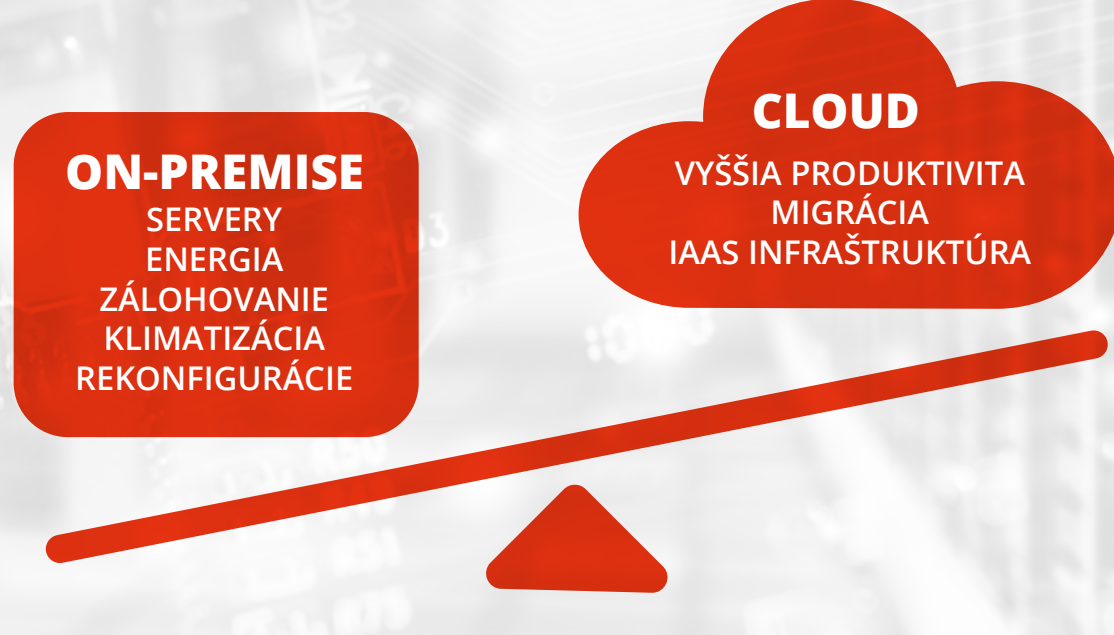 ON-PREMISE
SERVERY
ENERGIA
ZÁLOHOVANIE
KLIMATIZÁCIA
REKONFIGURÁCIE
CLOUD
VYŠŠIA PRODUKTIVITA
MIGRÁCIA
IAAS INFRAŠTRUKTÚRA